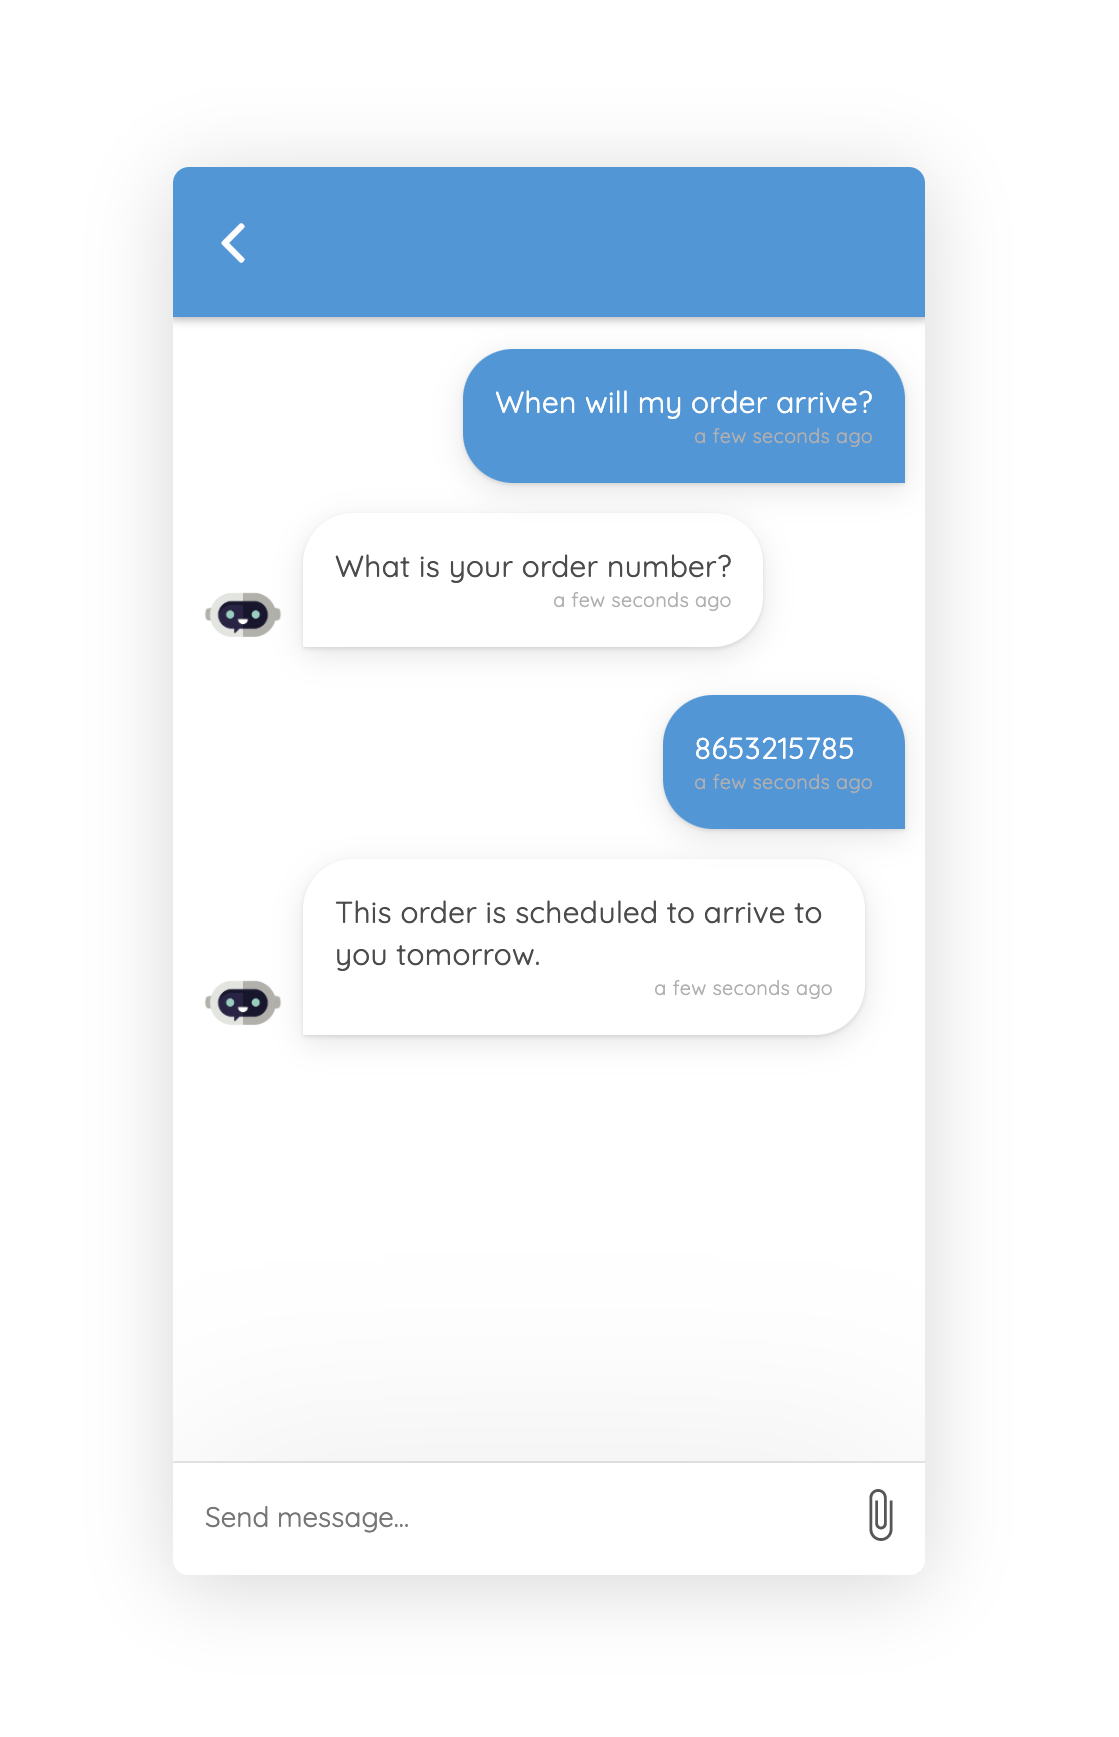 When will my order arrive?
a few seconds ago
What is your order number?
a few seconds ago
8653215785
a few seconds ago
This order is scheduled to arrive to
you tomorrow.
a few seconds ago
Send message...